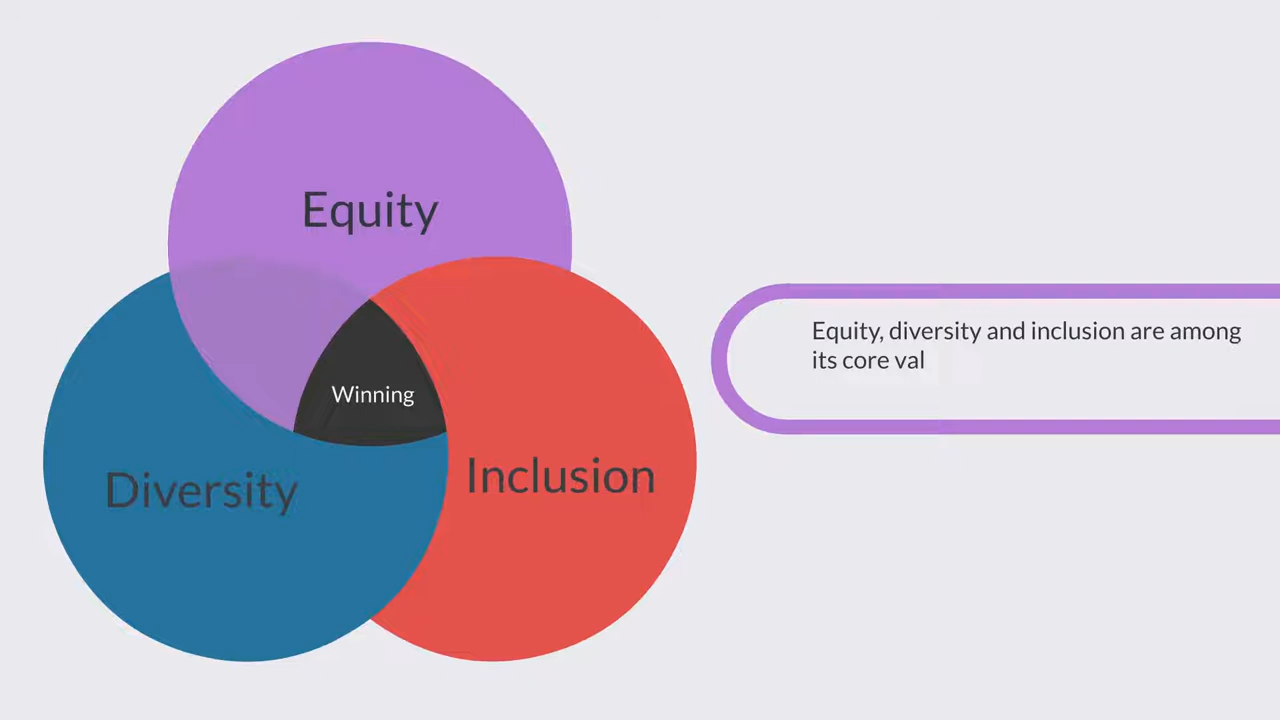 Equity
Equity, diversity and inclusion are among
its core val
Winning
Diversity
Inclusion